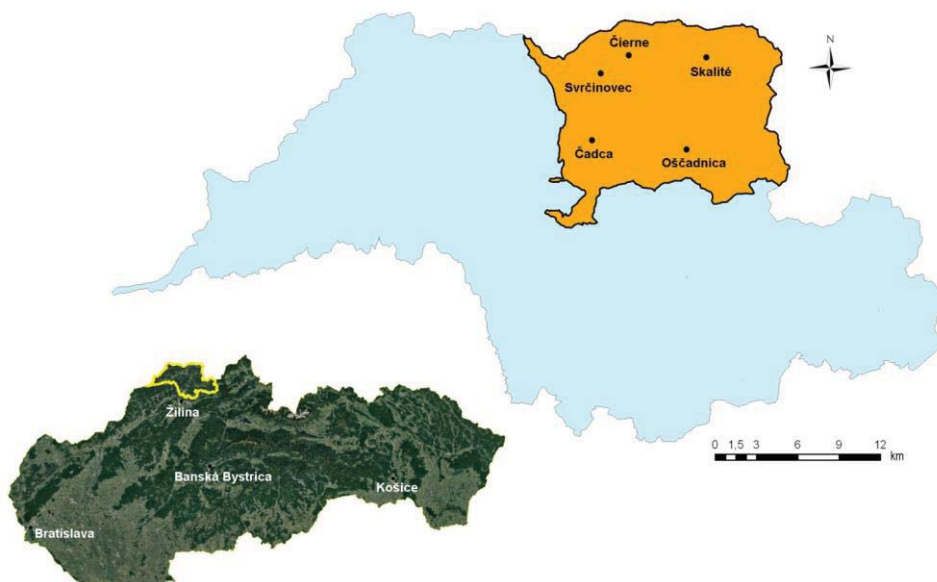 N
Čierne
Skalité
Svrčinovec
Čadca
Oščadnica
Žilina
Banská Bystrica
Košice
Bratislava
0 1,5 3 6 9 12
km